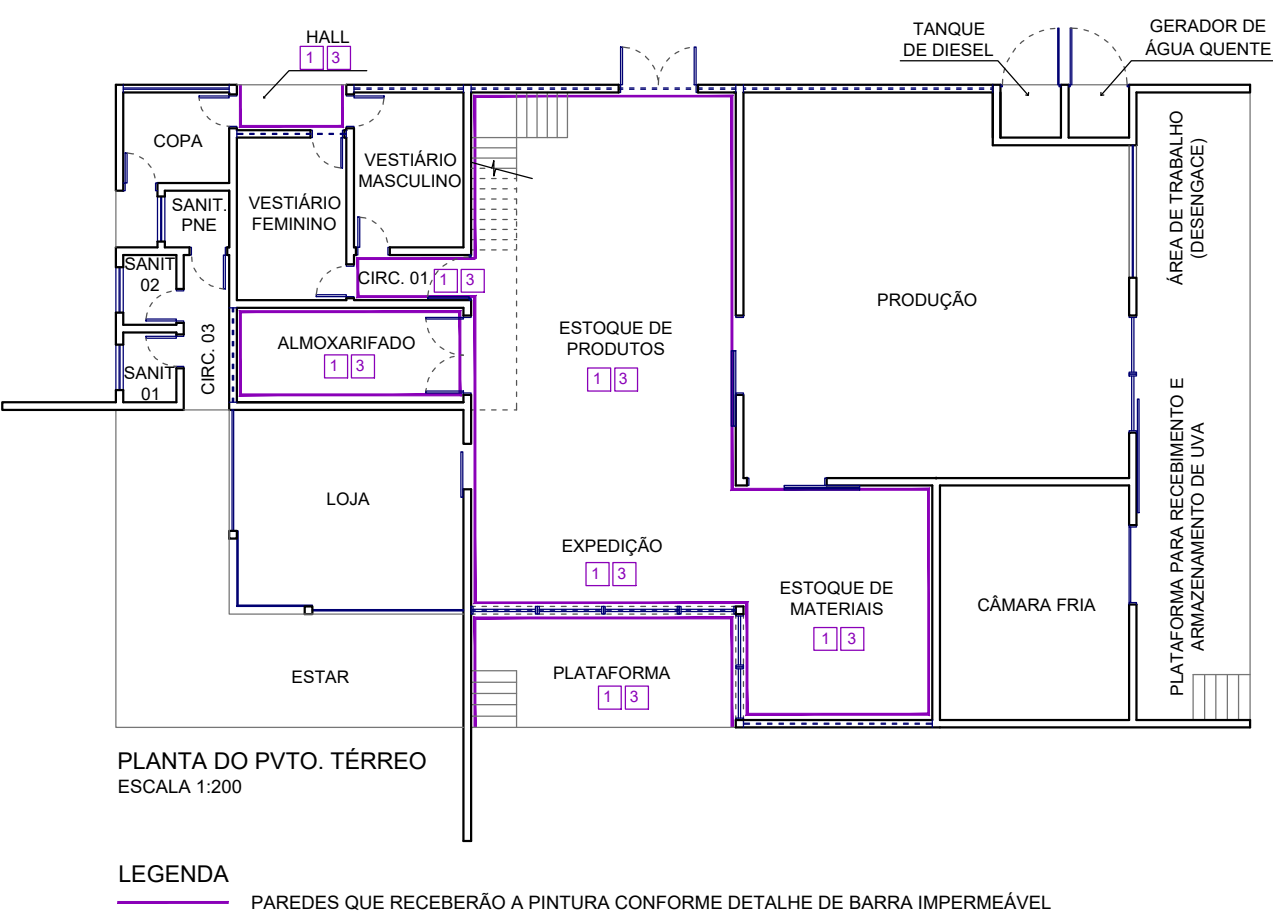 HALL
1 3
TANQUE
DE DIESEL
GERADOR DE
ÁGUA QUENTE
COPA
VESTIÁRIO
MASCULINO
SANIT.
PNE
VESTIÁRIO
FEMININO
ÁREA DE TRABALHO
(DESENGACE)
SANIT
02
CIRC. 01 1 3
PRODUÇÃO
ESTOQUE DE
PRODUTOS
1 3
ALMOXARIFADO
1 3
CIRC. 03
SANIT
01
PLATAFORMA PARA RECEBIMENTO E
ARMAZENAMENTO DE UVA
LOJA
EXPEDIÇÃO
1 3
ESTOQUE DE
MATERIAIS
1 3
CÂMARA FRIA
ESTAR
PLATAFORMA
1 3
PLANTA DO PVTO. TÉRREO
ESCALA 1:200
LEGENDA
PAREDES QUE RECEBERÃO A PINTURA CONFORME DETALHE DE BARRA IMPERMEÁVEL